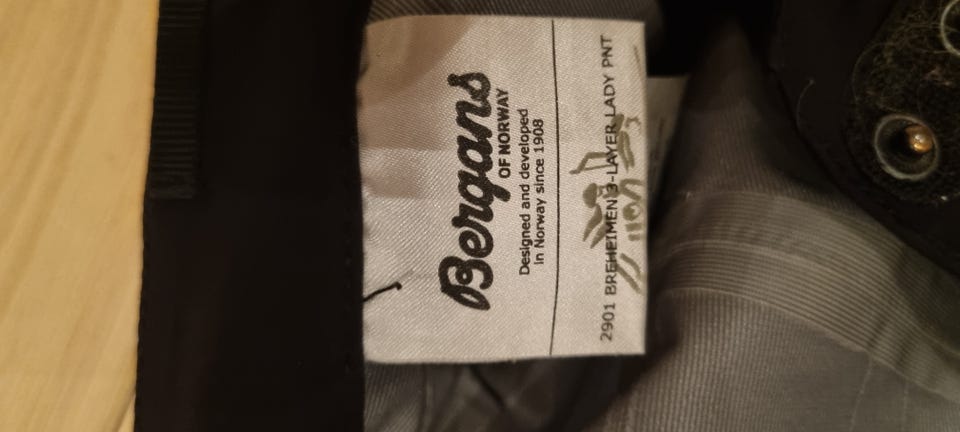 Bergans
OF NORWAY
Designed and developed
in Norway since 1908
2901 BREHEIMEN 3-LAYER LADY PNT